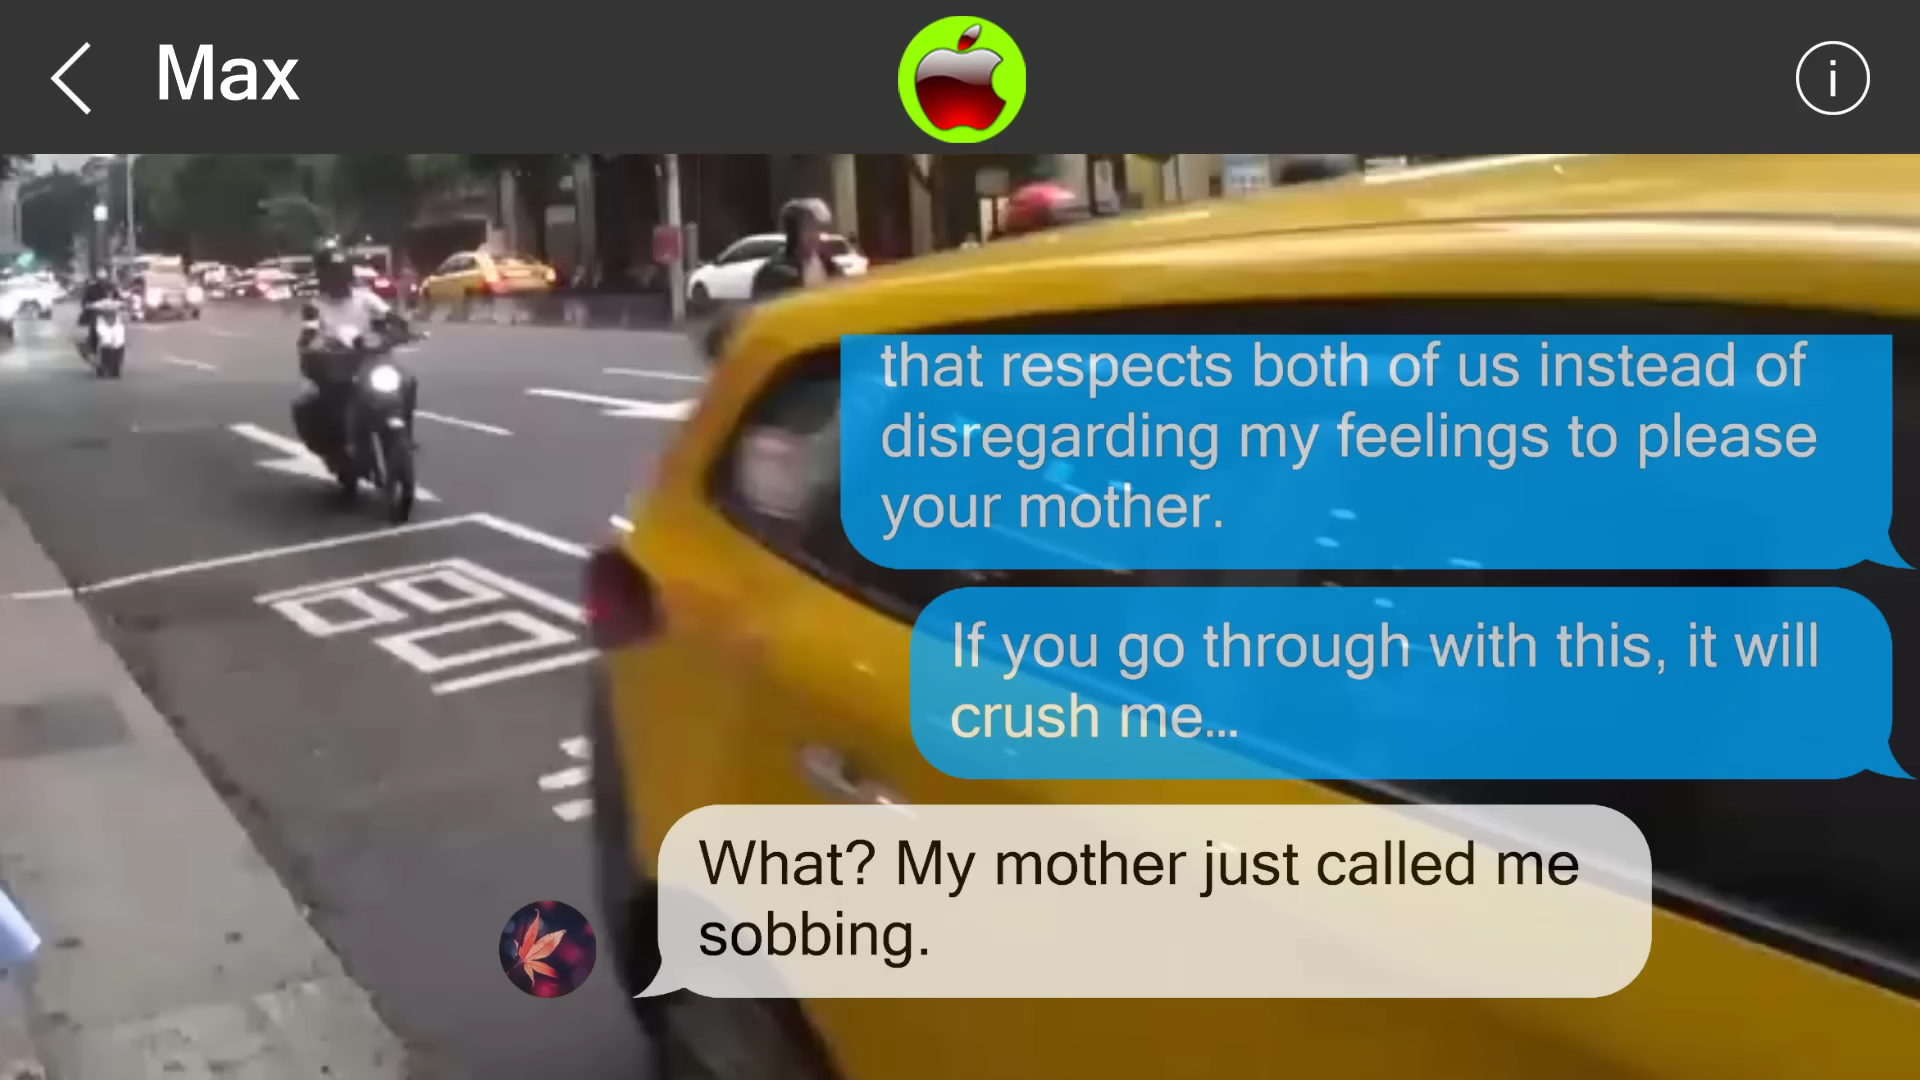 Max
i
that respects both of us instead of
disregarding my feelings to please
your mother.
If you go through with this, it will
crush me...
What? My mother just called me
sobbing.